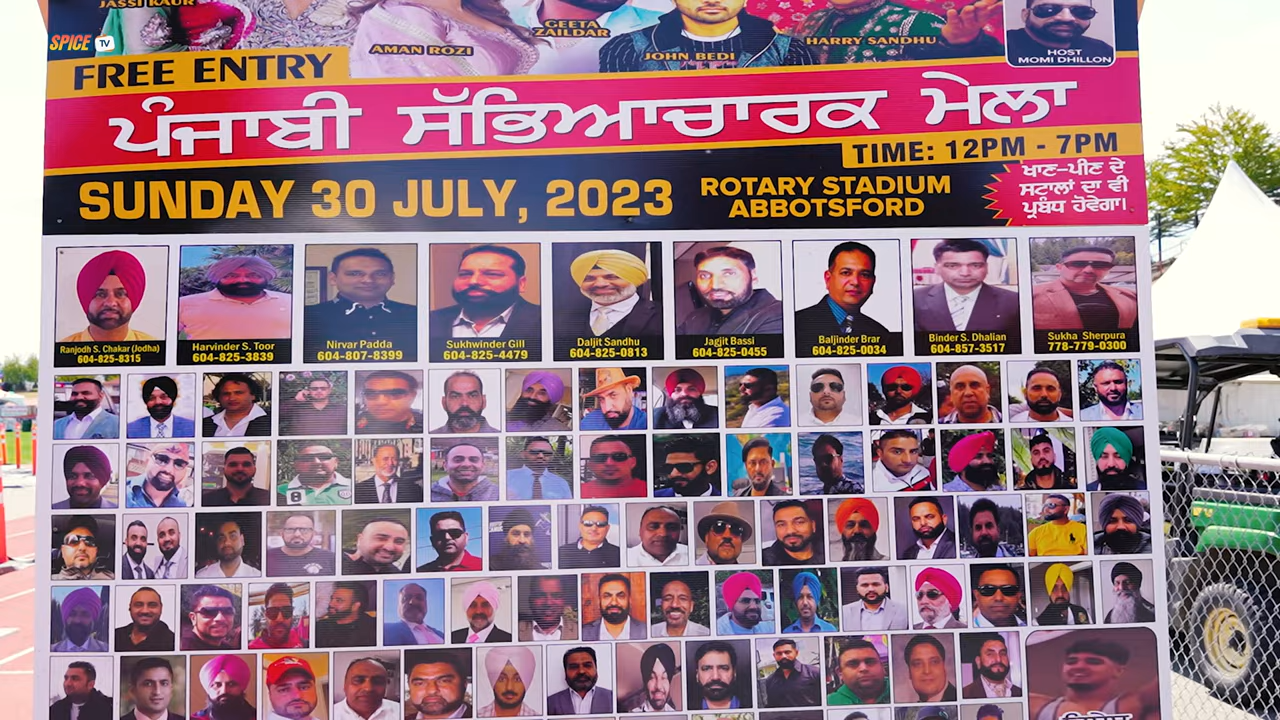 JASSI KAUR
SPICE TV
AMAN ROZI
GEETA
ZAILDAR
JOHN BEDI
HARRY SANDHU
HOST
MOMI DHILLON
FREE ENTRY
ਪੰਜਾਬੀ ਸੱਭਿਆਚਾਰਕ ਮੇਲਾ
TIME: 12PM - 7PM
SUNDAY 30 JULY, 2023
ROTARY STADIUM
ABBOTSFORD
ਖਾਣ-ਪੀਣ ਦੇ
ਸਟਾਲਾਂ ਦਾ ਵੀ
ਪ੍ਰਬੰਧ ਹੋਵੇਗਾ।
Ranjodh S. Chakar (Jodha)
604-825-8315
Harvinder S. Toor
604-825-3839
Nirvar Padda
604-807-8399
Sukhwinder Gill
604-825-4479
Daljit Sandhu
604-825-0813
Jagjit Bassi
604-825-0455
Baljinder Brar
604-825-0034
Binder S. Dhalian
604-857-3517
Sukha Sherpura
778-779-0300